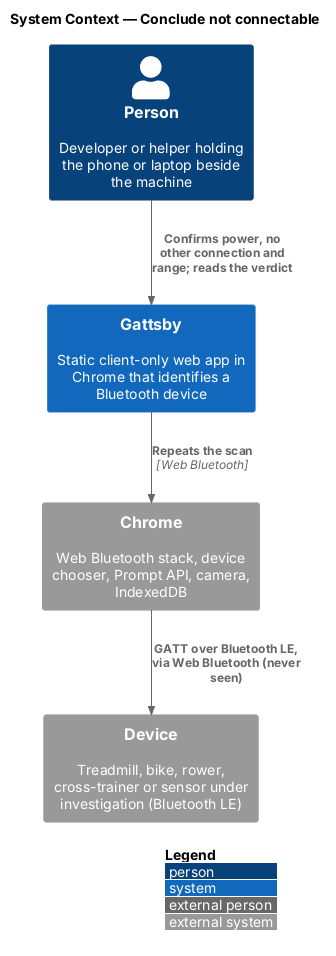 System Context — Conclude not connectable
Person
Developer or helper holding
the phone or laptop beside
the machine
Confirms power, no
other connection and
range; reads the verdict
Gattsby
Static client-only web app in
Chrome that identifies a
Bluetooth device
Repeats the scan
[Web Bluetooth]
Chrome
Web Bluetooth stack, device
chooser, Prompt API, camera,
IndexedDB
GATT over Bluetooth LE,
via Web Bluetooth (never
seen)
Device
Treadmill, bike, rower,
cross-trainer or sensor under
investigation (Bluetooth LE)
Legend
person
system
external person
external system